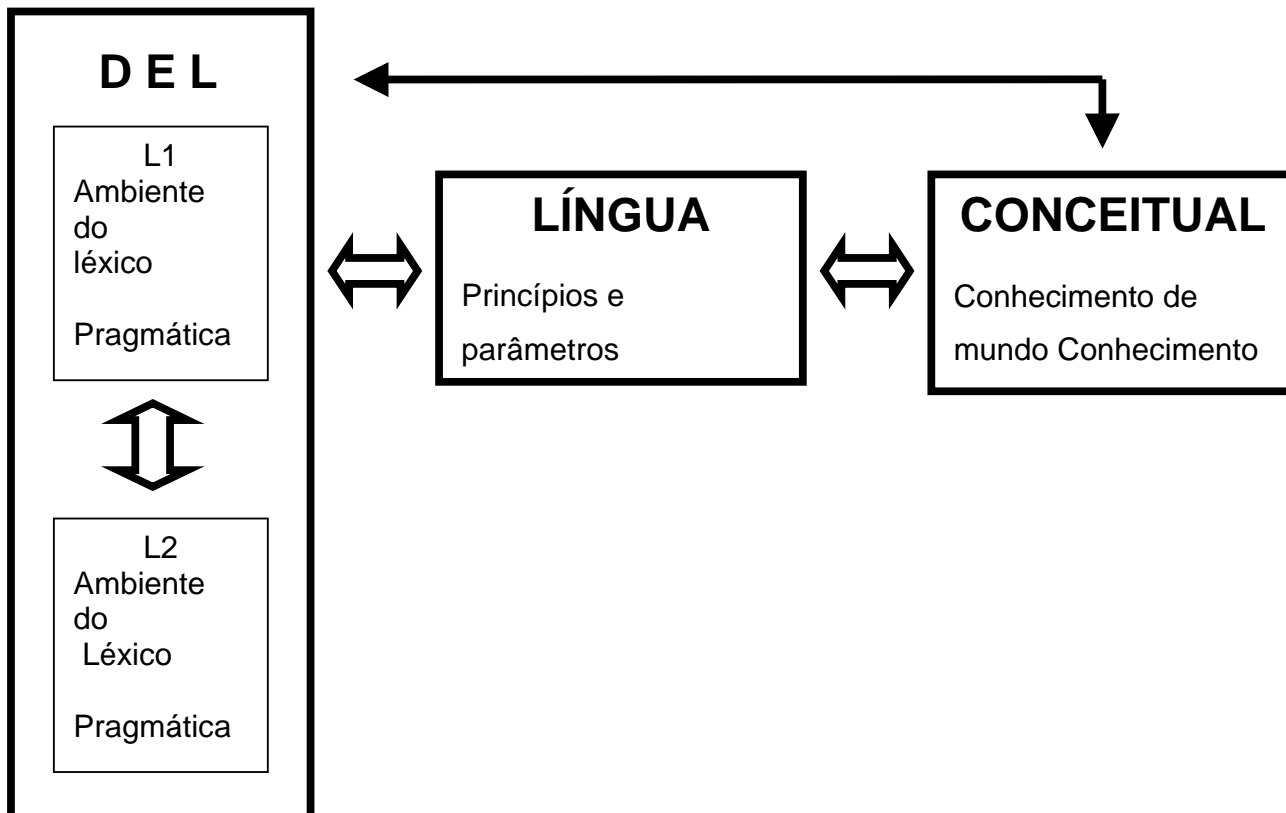 D E L
L1
Ambiente
do
léxico
Pragmática
L2
Ambiente
do
Léxico
Pragmática
LÍNGUA
Princípios e
parâmetros
CONCEITUAL
Conhecimento de
mundo Conhecimento